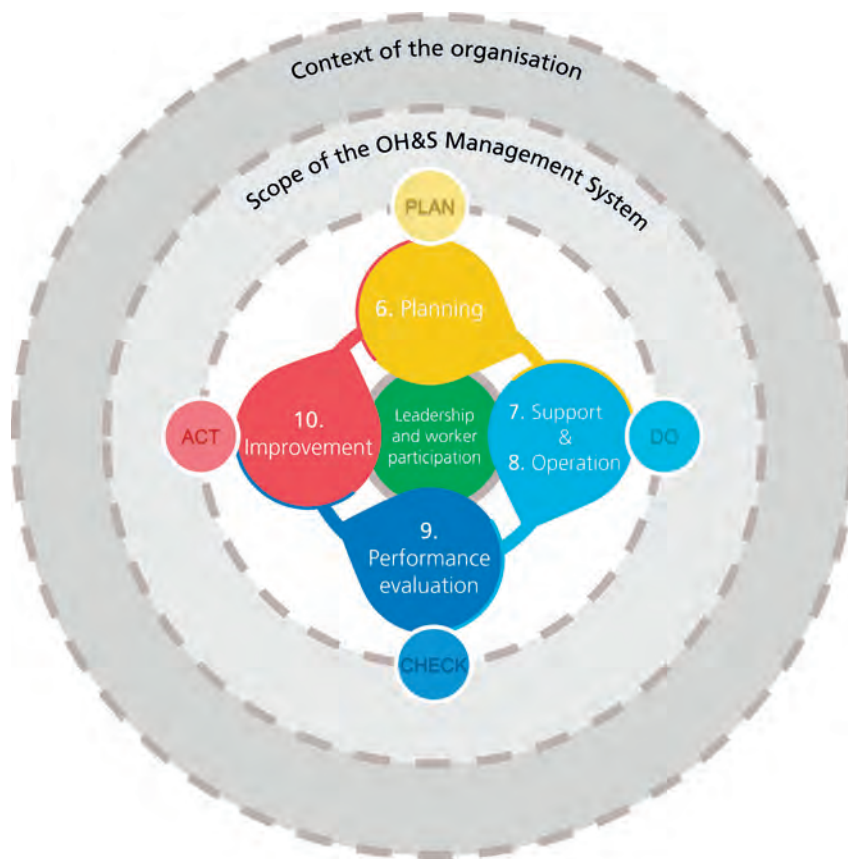 Context of the organisation
Scope of the OH&S Management System
PLAN
6. Planning
10.
Improvement
ACT
Leadership
and worker
participation
7. Support
&
8. Operation
DO
9.
Performance
evaluation
CHECK